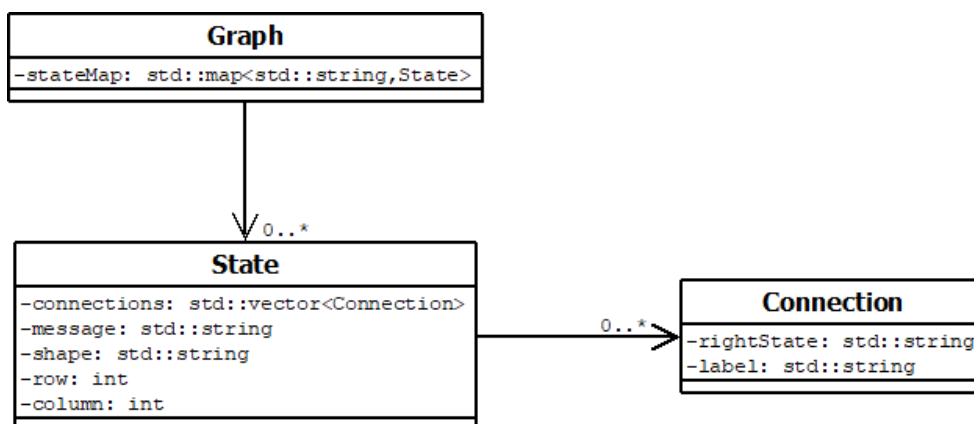 Graph
-stateMap: std::map<std::string,State>
0..*
State
-connections: std::vector<Connection>
-message: std::string
-shape: std::string
-row: int
-column: int
0..*
Connection
-rightState: std::string
-label: std::string